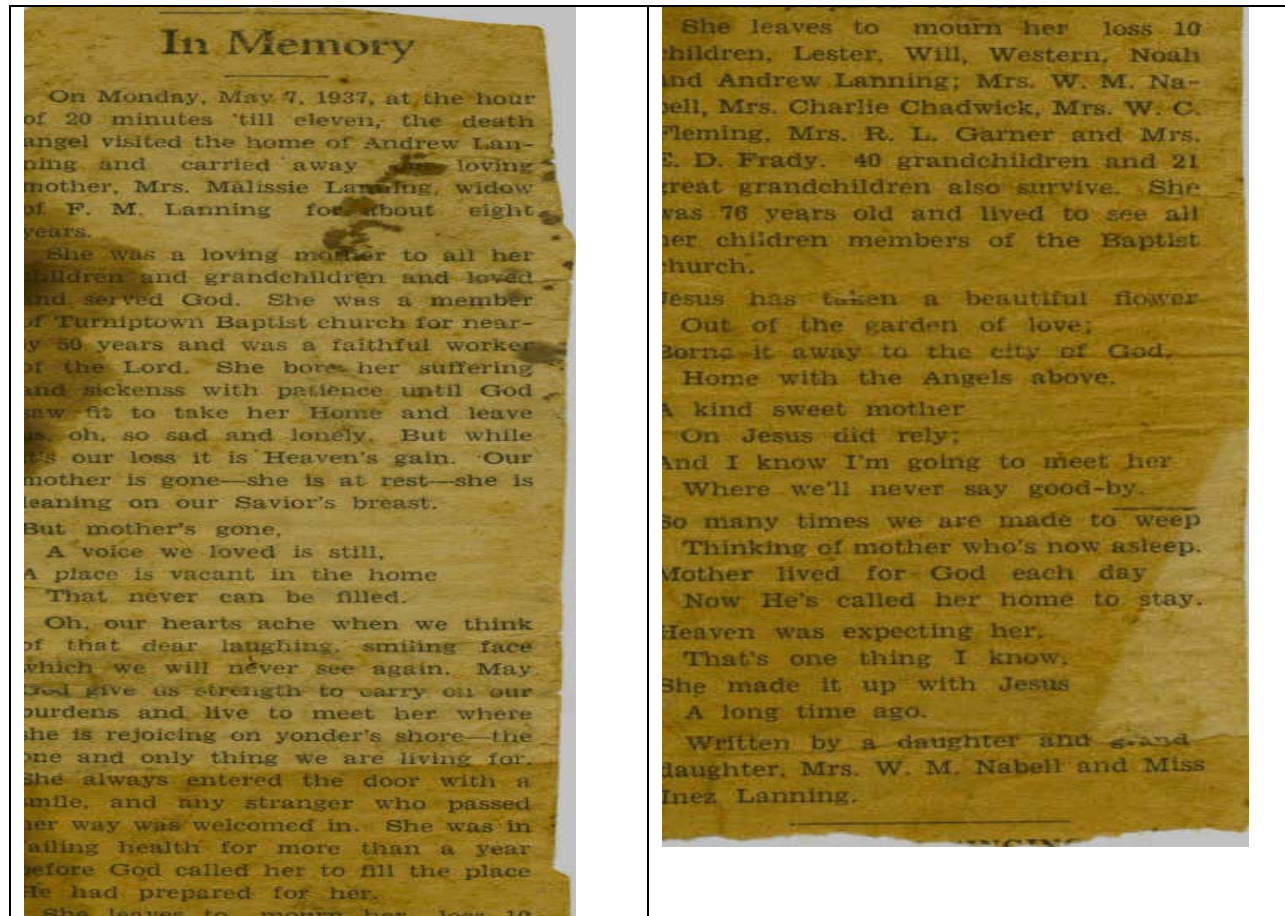 In Memory
On Monday, May 7, 1937, at the hour
of 20 minutes 'till eleven, the death
angel visited the home of Andrew Lan-
ning and carried away loving
mother, Mrs. Malissie Lanning, widow
of F. M. Lanning for about eight
years.
She was a loving mother to all her
children and grandchildren and loved
and served God. She was a member
of Turniptown Baptist church for near-
y 50 years and was a faithful worker
of the Lord. She bore her suffering
and sickenss with patience until God
saw fit to take her Home and leave
us, oh, so sad and lonely. But while
it's our loss it is Heaven's gain. Our
mother is gone—she is at rest—she is
leaning on our Savior's breast.
But mother's gone,
A voice we loved is still,
A place is vacant in the home
That never can be filled.
Oh, our hearts ache when we think
of that dear laughing, smiling face
which we will never see again. May
God give us strength to carry on our
burdens and live to meet her where
she is rejoicing on yonder's shore—the
one and only thing we are living for.
She always entered the door with a
smile, and any stranger who passed
her way was welcomed in. She was in
failing health for more than a year
before God called her to fill the place
He had prepared for her.
She leaves to mourn her loss 10
She leaves to mourn her loss 10
children, Lester, Will, Western, Noah
and Andrew Lanning; Mrs. W. M. Na-
bell, Mrs. Charlie Chadwick, Mrs. W. C.
Fleming, Mrs. R. L. Garner and Mrs.
E. D. Frady. 40 grandchildren and 21
great grandchildren also survive. She
was 76 years old and lived to see all
her children members of the Baptist
church.
Jesus has taken a beautiful flower
Out of the garden of love;
Borne it away to the city of God,
Home with the Angels above.
A kind sweet mother
On Jesus did rely;
And I know I'm going to meet her
Where we'll never say good-by.
So many times we are made to weep
Thinking of mother who's now asleep.
Mother lived for God each day
Now He's called her home to stay.
Heaven was expecting her,
That's one thing I know.
She made it up with Jesus
A long time ago.
Written by a daughter and grand
daughter, Mrs. W. M. Nabell and Miss
Inez Lanning.